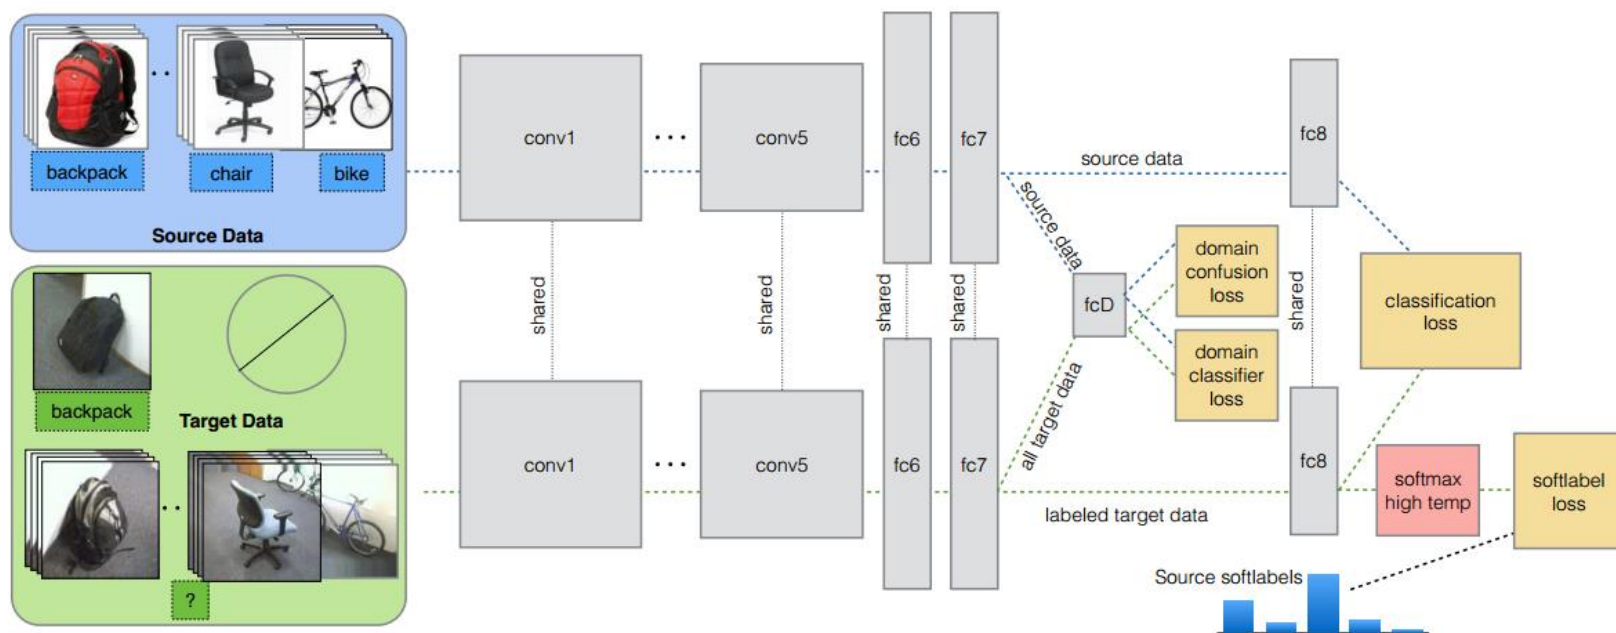 backpack
chair
bike
Source Data
backpack
Target Data
?
conv1
...
conv5
fc6
fc7
source data
fc8
source data
shared
shared
shared
shared
fcD
domain
confusion
loss
domain
classifier
loss
shared
classification
loss
all target data
conv1
...
conv5
fc6
fc7
labeled target data
fc8
softmax
high temp
softlabel
loss
Source softlabels